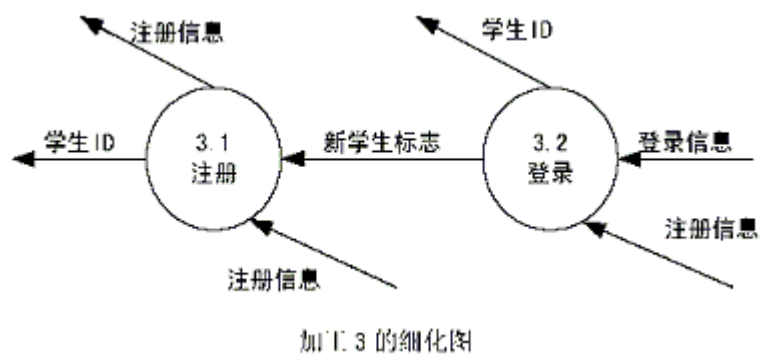 注册信息
学生ID
学生ID
3.1
注册
新学生标志
3.2
登录
登录信息
注册信息
注册信息
加工3的细化图